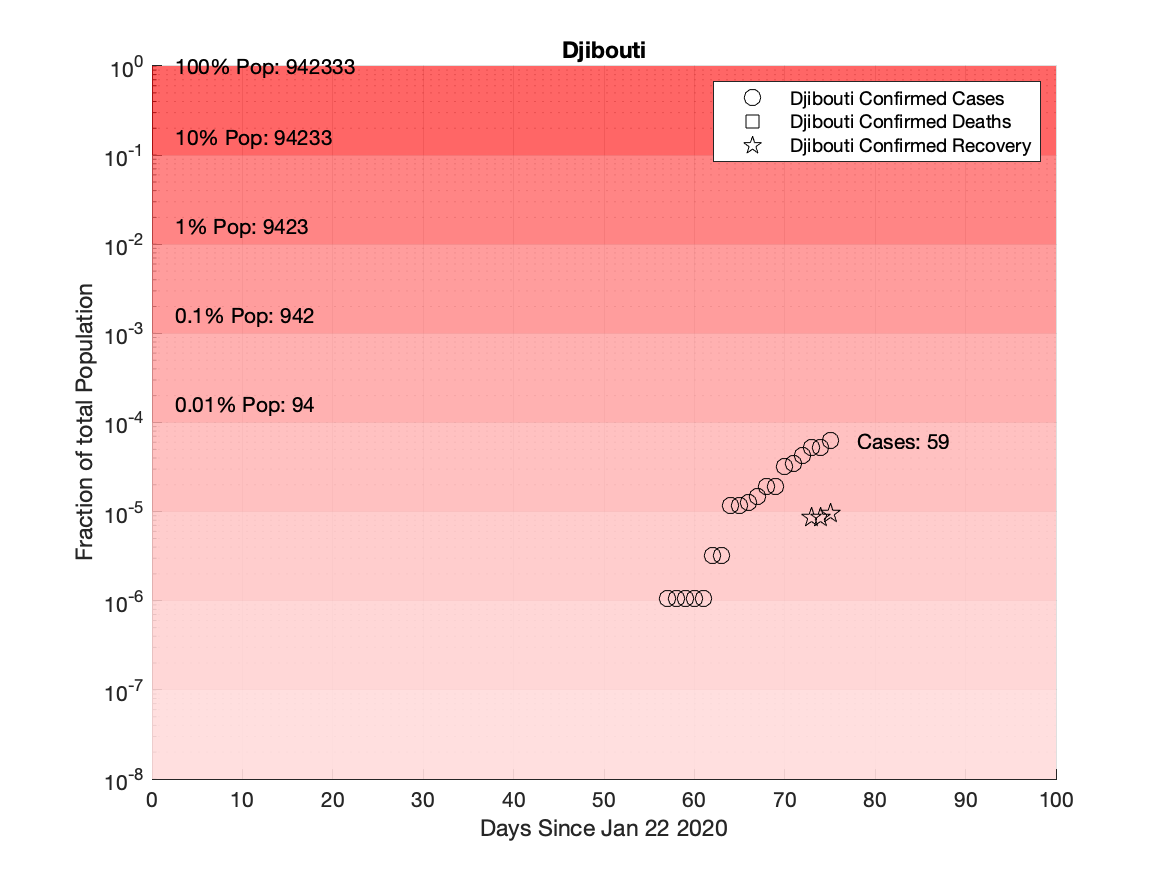 Djibouti
10^0
100% Pop: 942333
Djibouti Confirmed Cases
Djibouti Confirmed Deaths
10% Pop: 94233
Djibouti Confirmed Recovery
10^-1
1% Pop: 9423
10^-2
0.1% Pop: 942
10^-3
0.01% Pop: 94
10^-4
Cases: 59
10^-5
10^-6
10^-7
10^-8
Fraction of total Population
0 10 20 30 40 50 60 70 80 90 100
Days Since Jan 22 2020